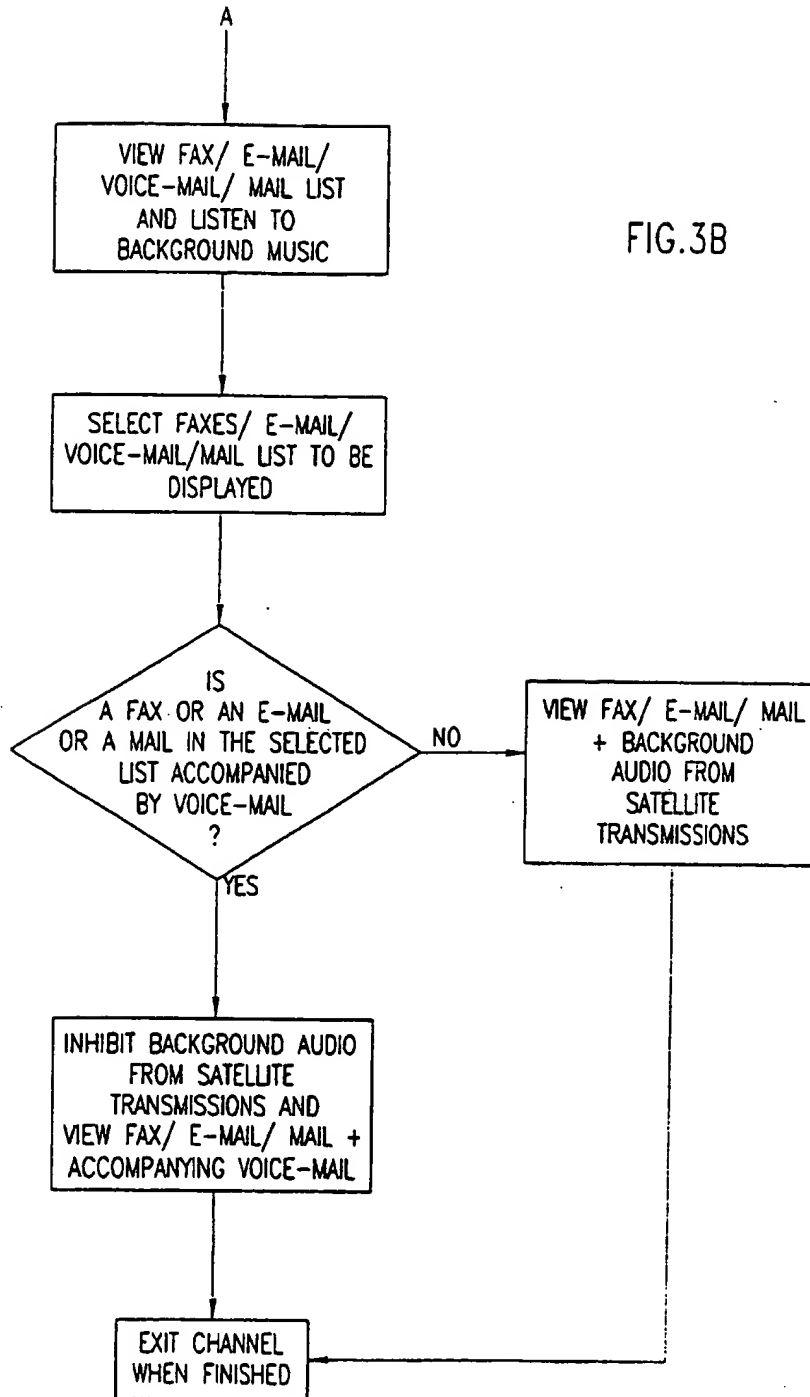 A
VIEW FAX/ E-MAIL/
VOICE-MAIL/ MAIL LIST
AND LISTEN TO
BACKGROUND MUSIC
FIG.3B
SELECT FAXES/ E-MAIL/
VOICE-MAIL/MAIL LIST TO BE
DISPLAYED
IS
A FAX OR AN E-MAIL
OR A MAIL IN THE SELECTED
LIST ACCOMPANIED
BY VOICE-MAIL
?
NO
VIEW FAX/ E-MAIL/ MAIL
+ BACKGROUND
AUDIO FROM
SATELLITE
TRANSMISSIONS
YES
INHIBIT BACKGROUND AUDIO
FROM SATELLITE
TRANSMISSIONS AND
VIEW FAX/ E-MAIL/ MAIL +
ACCOMPANYING VOICE-MAIL
EXIT CHANNEL
WHEN FINISHED